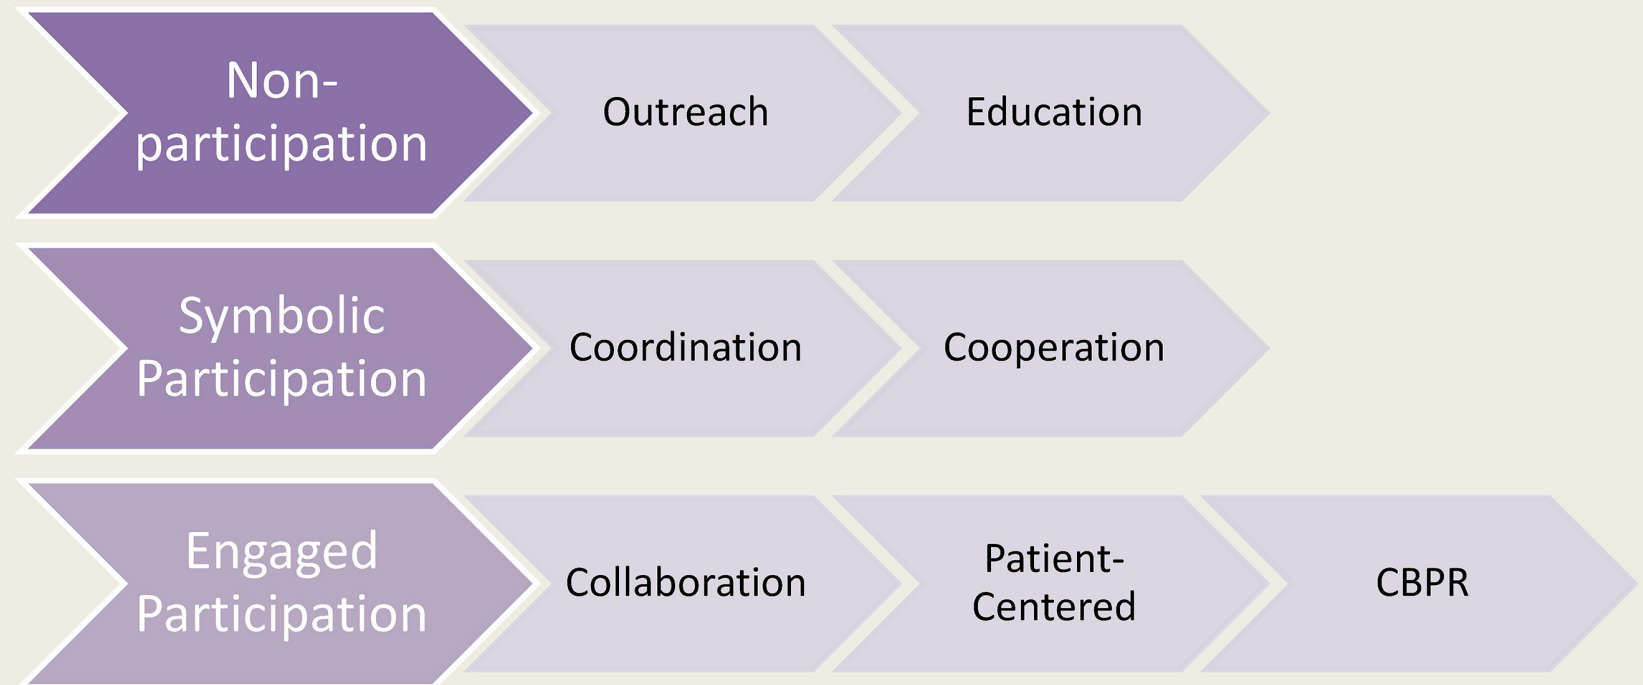 Non-
participation
Outreach
Education
Symbolic
Participation
Coordination
Cooperation
Engaged
Participation
Collaboration
Patient-
Centered
CBPR